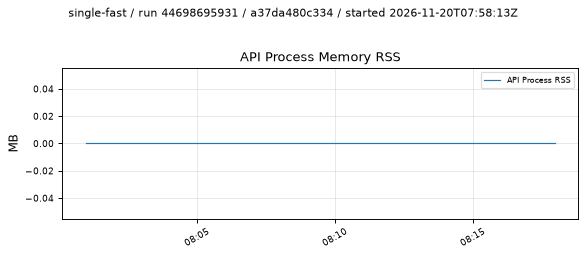 single-fast / run 44698695931 / a37da480c334 / started 2026-11-20T07:58:13Z
API Process Memory RSS
API Process RSS
MB
0.04
0.02
0.00
−0.02
−0.04
08:05
08:10
08:15